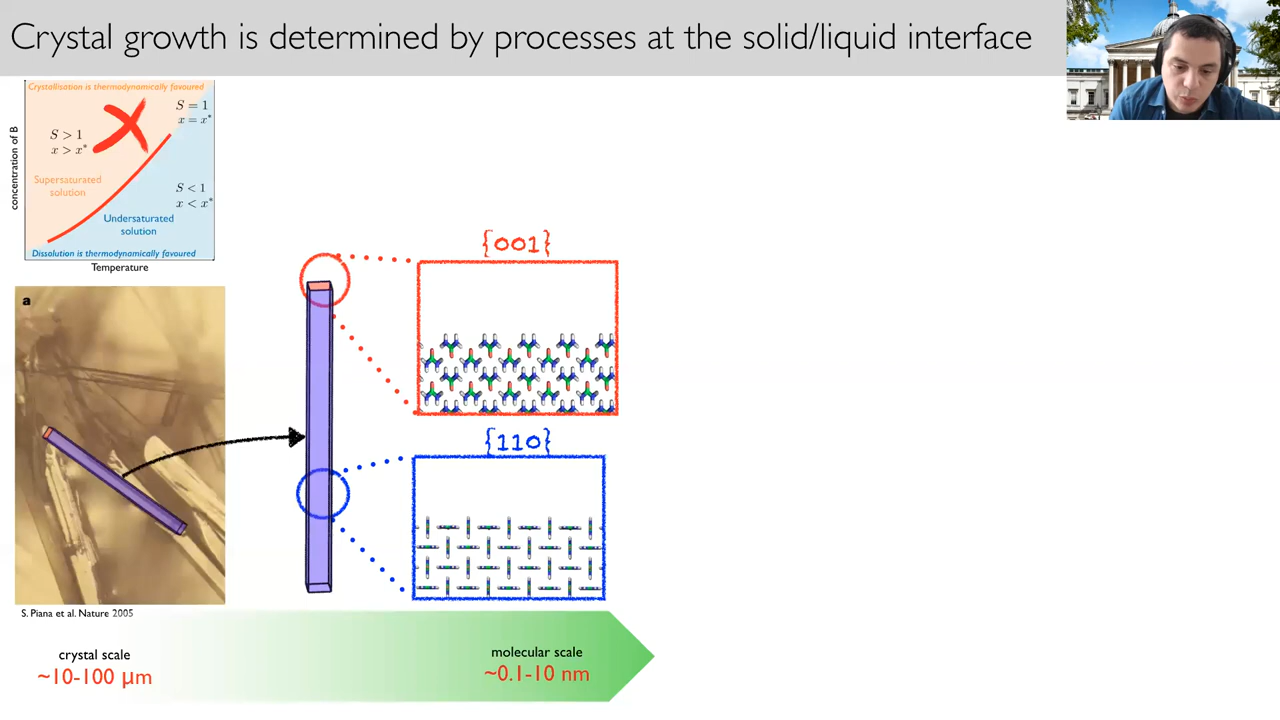 Crystal growth is determined by processes at the solid/liquid interface
Crystallisation is thermodynamically favoured
S = 1
x = x*
S > 1
x > x*
Supersaturated
solution
S < 1
x < x*
Undersaturated
solution
Dissolution is thermodynamically favoured
concentration of B
Temperature
a
S. Piana et al. Nature 2005
{001}
{110}
crystal scale
~10-100 μm
molecular scale
~0.1-10 nm